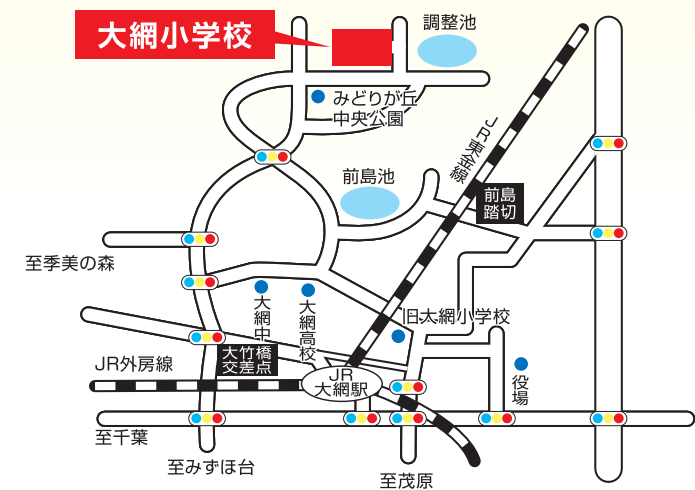 大網小学校
調整池
みどりが丘
中央公園
JR東金線
前島池
前島
踏切
至季美の森
大網中
大網高校
旧大網小学校
大竹橋
交差点
JR外房線
JR
大網駅
役場
至千葉
至みずほ台
至茂原